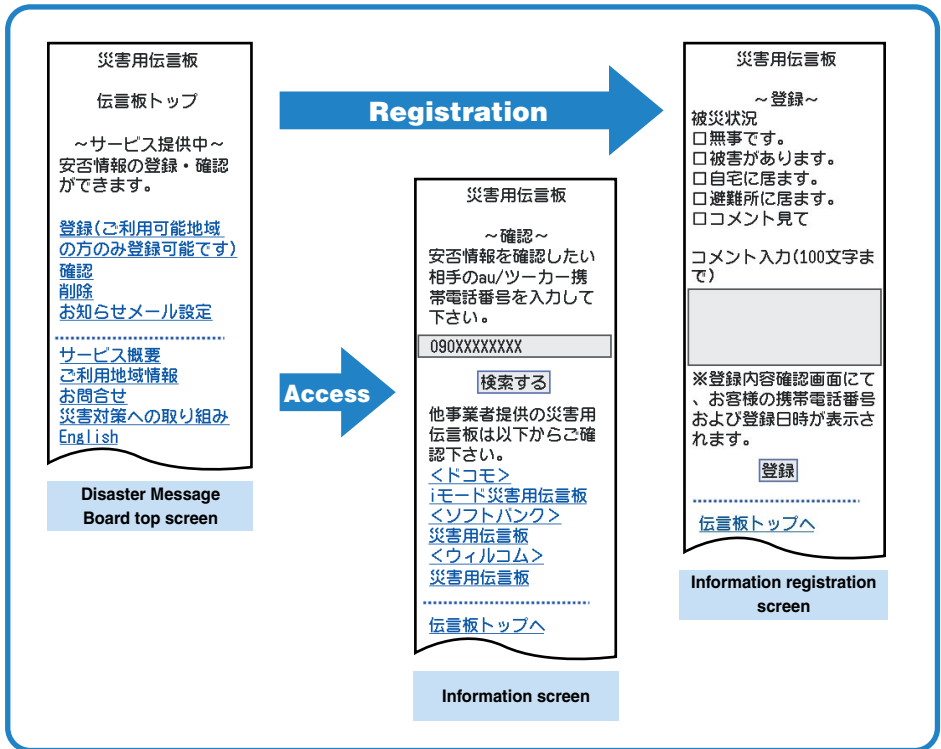 災害用伝言板
伝言板トップ
～サービス提供中～
安否情報の登録・確認
ができます。
登録(ご利用可能地域
の方のみ登録可能です)
確認
削除
お知らせメール設定
サービス概要
ご利用地域情報
お問合せ
災害対策への取り組み
English
Disaster Message
Board top screen
Registration
Access
災害用伝言板
～確認～
安否情報を確認したい
相手のau/ツーカー携
帯電話番号を入力して
下さい。
090XXXXXXXX
検索する
他事業者提供の災害用
伝言板は以下からご確
認下さい。
<ドコモ>
iモード災害用伝言板
<ソフトバンク>
災害用伝言板
<ウィルコム>
災害用伝言板
伝言板トップへ
Information screen
災害用伝言板
～登録～
被災状況
□無事です。
□被害があります。
□自宅に居ます。
□避難所に居ます。
□コメント見て
コメント入力(100文字ま
で)
※登録内容確認画面にて
、お客様の携帯電話番号
および登録日時が表示さ
れます。
登録
伝言板トップへ
Information registration
screen